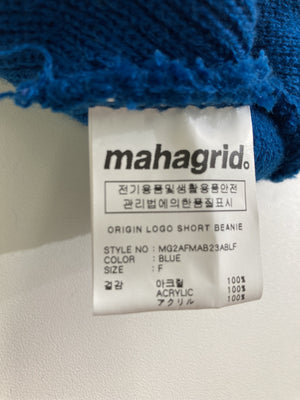 mahagrid.
전기용품및생활용품안전
관리법에의한품질표시
ORIGIN LOGO SHORT BEANIE
STYLE NO : MG2AFMAB23ABLF
COLOR : BLUE
SIZE : F
겉감 아크릴 100%
ACRYLIC 100%
アクリル 100%